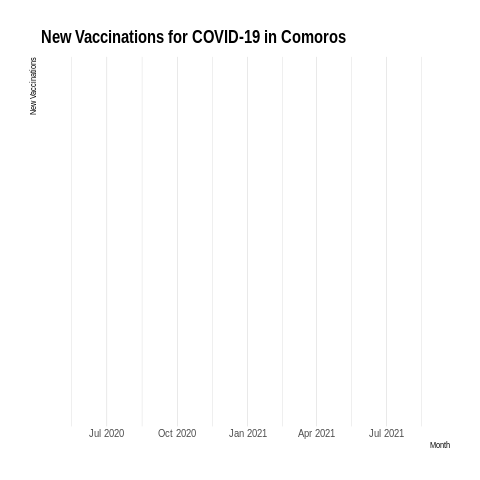 New Vaccinations for COVID-19 in Comoros
New Vaccinations
Jul 2020 Oct 2020 Jan 2021 Apr 2021 Jul 2021
Month